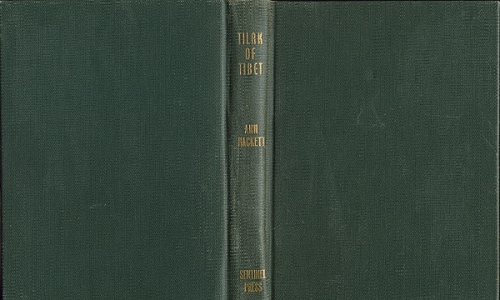 TILAK
OF
TIBET
ANN
HACKETT
SENTINEL
PRESS